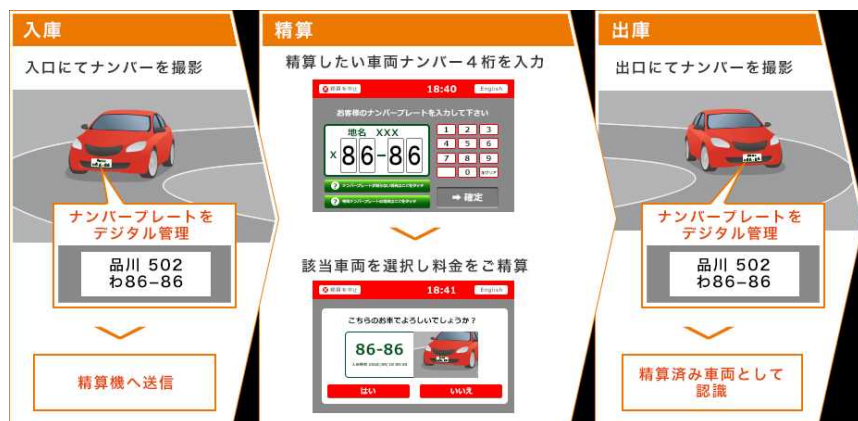 入庫
入口にてナンバーを撮影
ナンバープレートを
デジタル管理
品川 502
わ86-86
精算機へ送信
精算
精算したい車両ナンバー4桁を入力
18:40
English
お客様のナンバープレートを入力して下さい
地名 XXX
× 86-86
1 2 3
4 5 6
7 8 9
0
➡ 確定
該当車両を選択し料金をご精算
18:41
English
こちらのお車でよろしいでしょうか?
86-86
はい
いいえ
出庫
出口にてナンバーを撮影
ナンバープレートを
デジタル管理
品川 502
わ86-86
精算済み車両として
認識